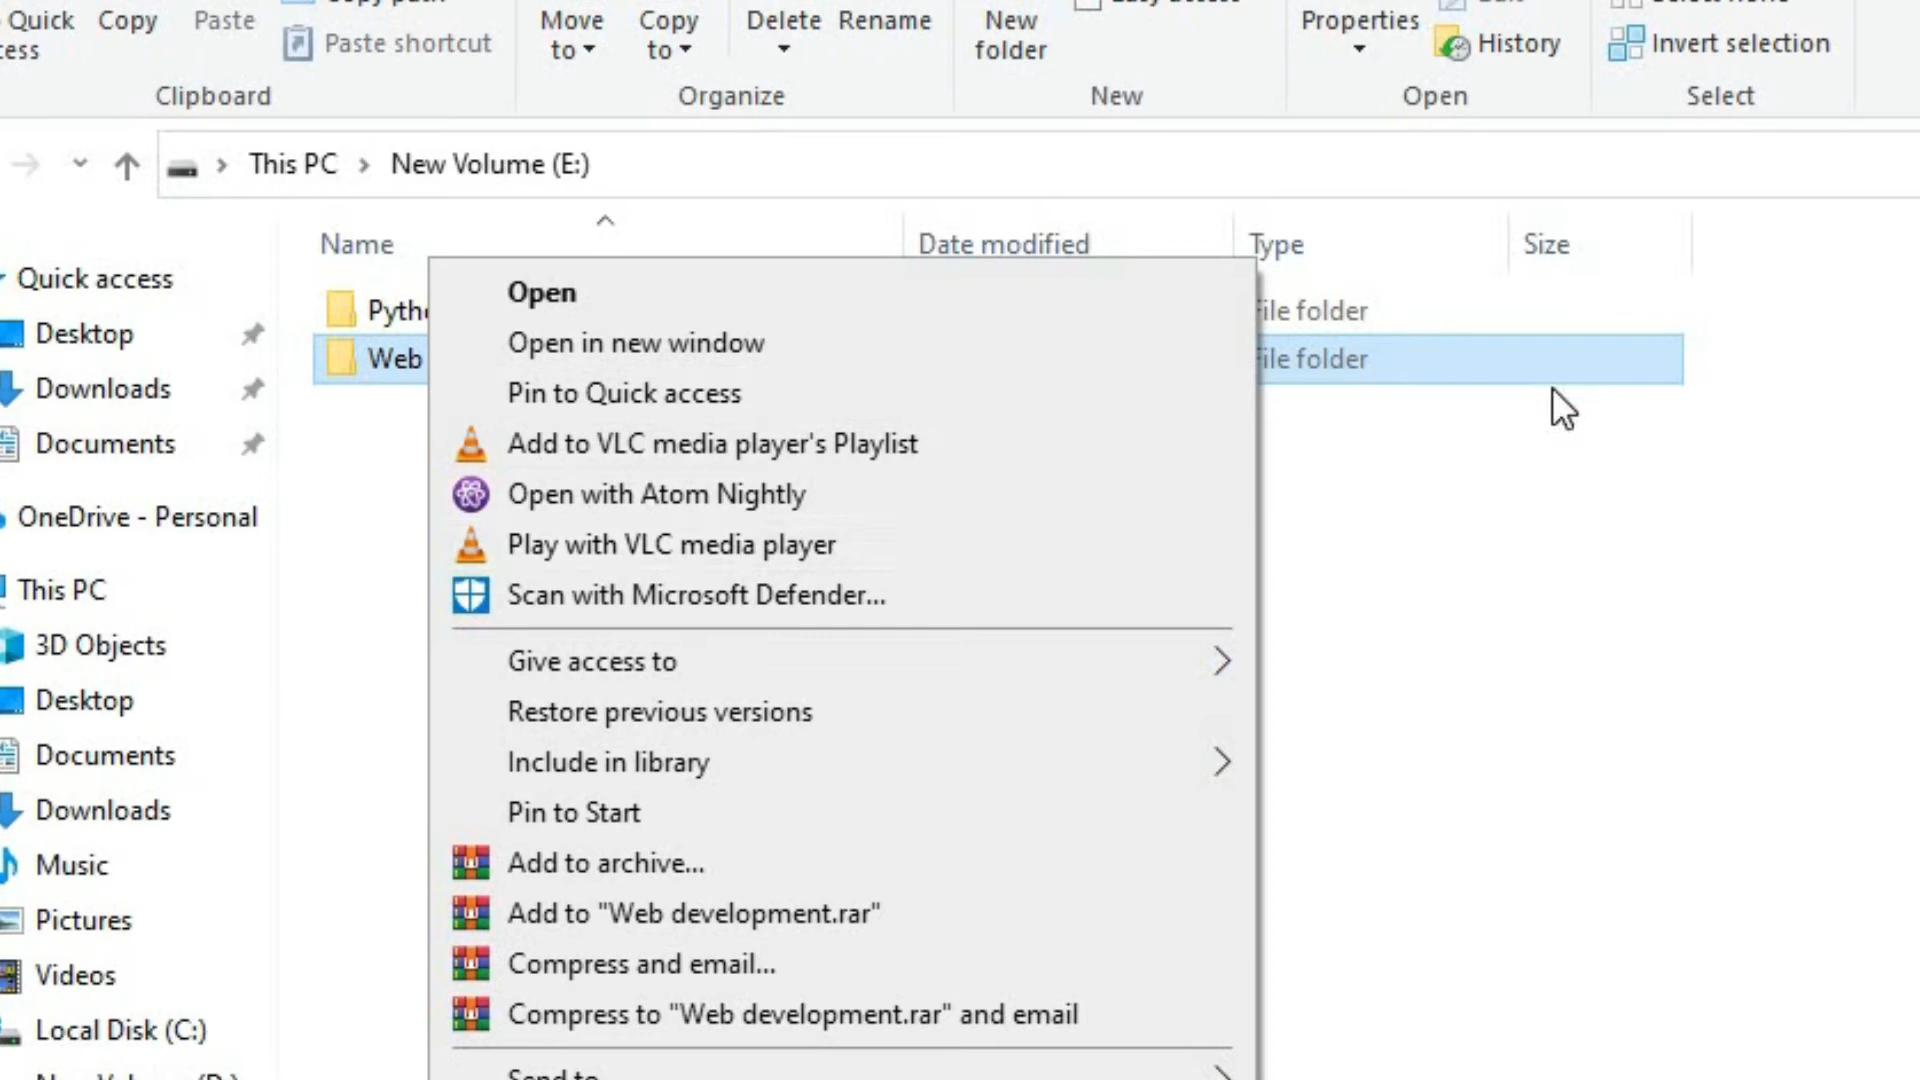 Quick Copy Paste
Paste shortcut
Move to
Copy to
Delete Rename
New folder
Properties
History
Invert selection
Clipboard Organize New Open Select
This PC > New Volume (E:)
Name Date modified Type Size
Quick access
Desktop
Downloads
Documents
OneDrive - Personal
This PC
3D Objects
Desktop
Documents
Downloads
Music
Pictures
Videos
Local Disk (C:)
File folder
Web File folder
Open
Open in new window
Pin to Quick access
Add to VLC media player's Playlist
Open with Atom Nightly
Play with VLC media player
Scan with Microsoft Defender...
Give access to
Restore previous versions
Include in library
Pin to Start
Add to archive...
Add to "Web development.rar"
Compress and email...
Compress to "Web development.rar" and email
Send to